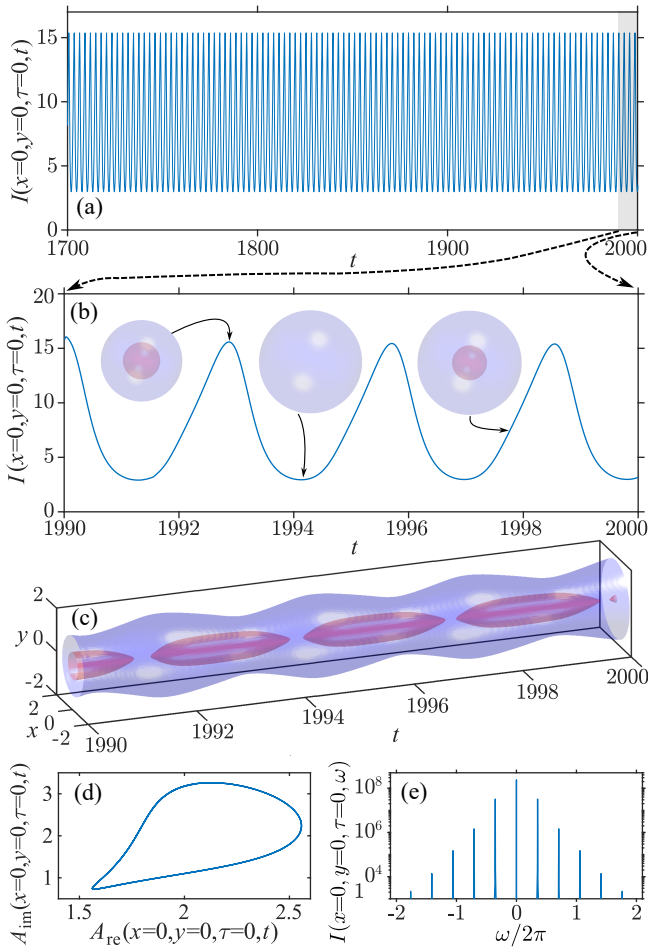 15
10
5
0
I(x=0,y=0,τ=0,t)
(a)
1700 1800 1900 2000
t
20
15
10
5
0
I(x=0,y=0,τ=0,t)
(b)
1990 1992 1994 1996 1998 2000
t
(c)
2
y 0
-2
2
x 0
-2
1990 1992 1994 1996 1998 2000
t
(d)
3
2
1
A_im(x=0,y=0,τ=0,t)
1.5 2 2.5
A_re(x=0,y=0,τ=0,t)
(e)
10^8
10^6
10^4
1
I(x=0, y=0, τ=0, ω)
-2 -1 0 1 2
ω/2π